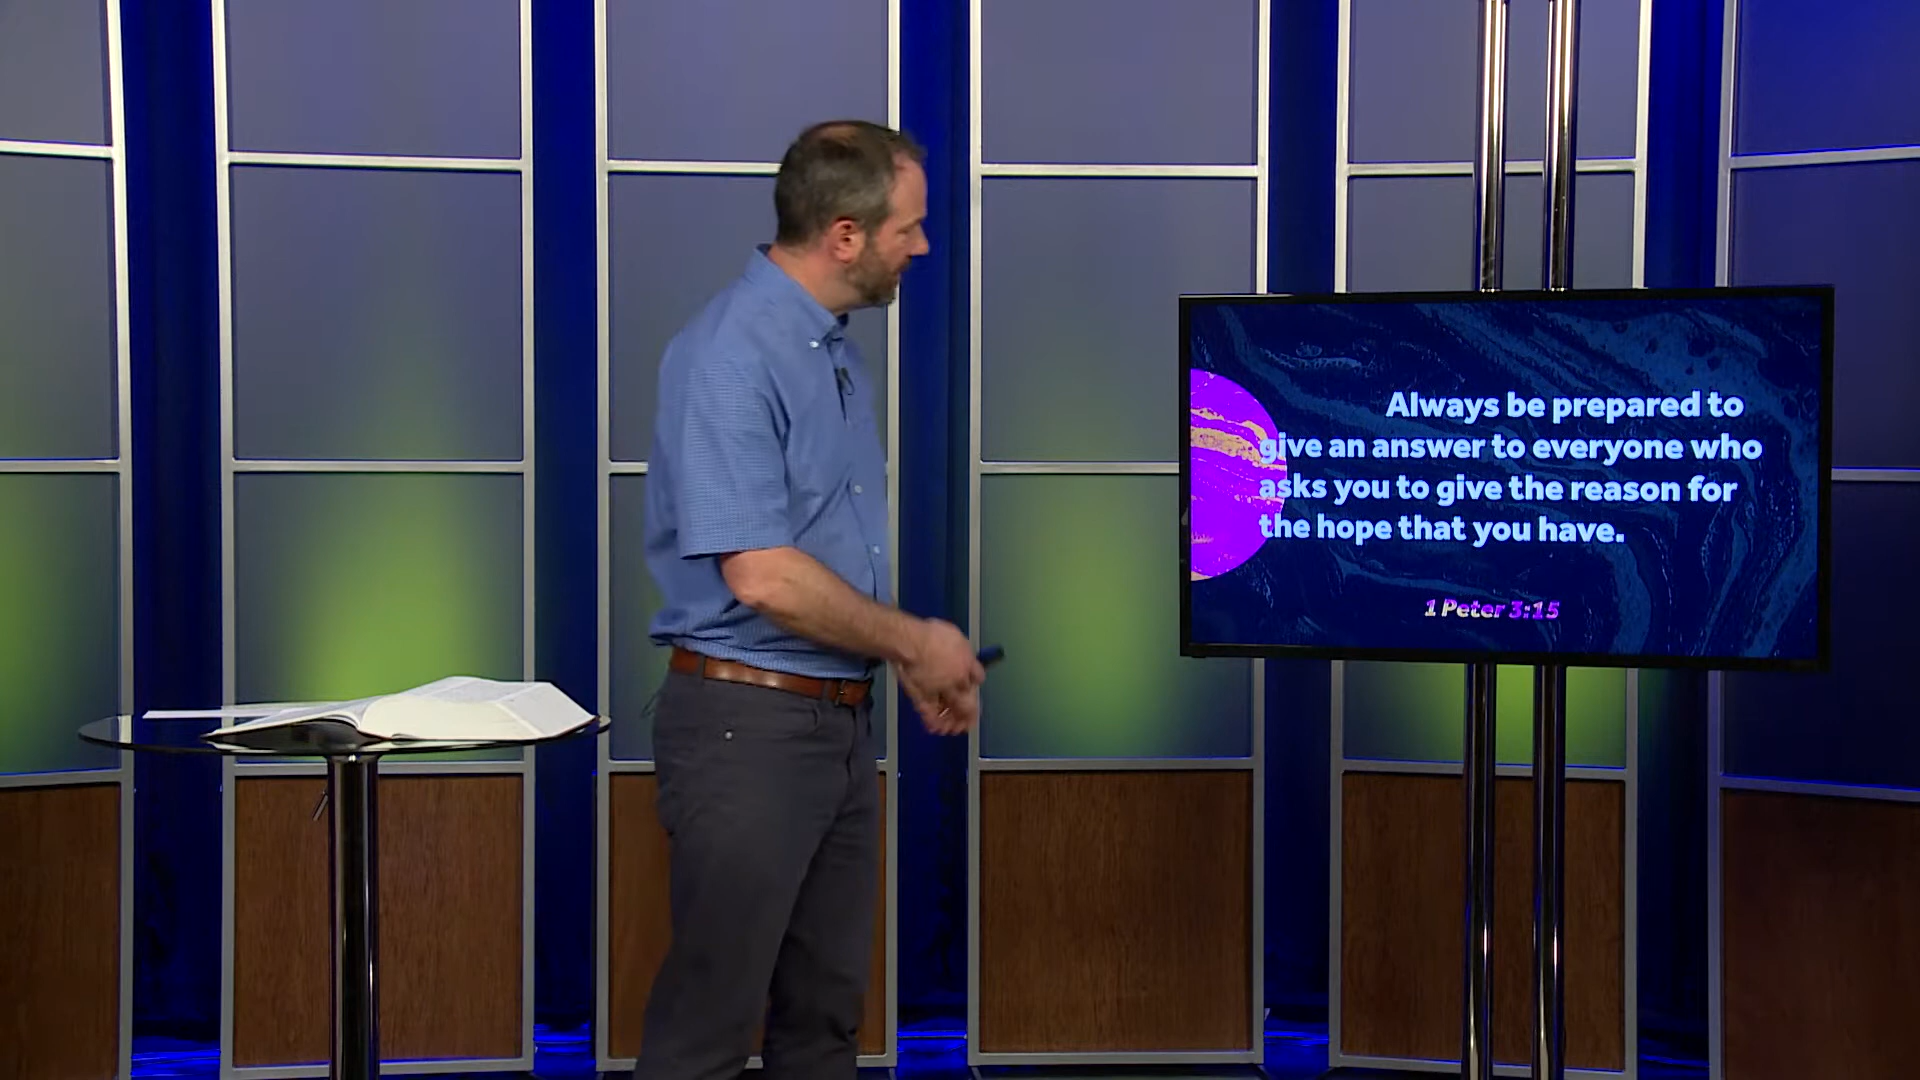 Always be prepared to
give an answer to everyone who
asks you to give the reason for
the hope that you have.
1 Peter 3:15